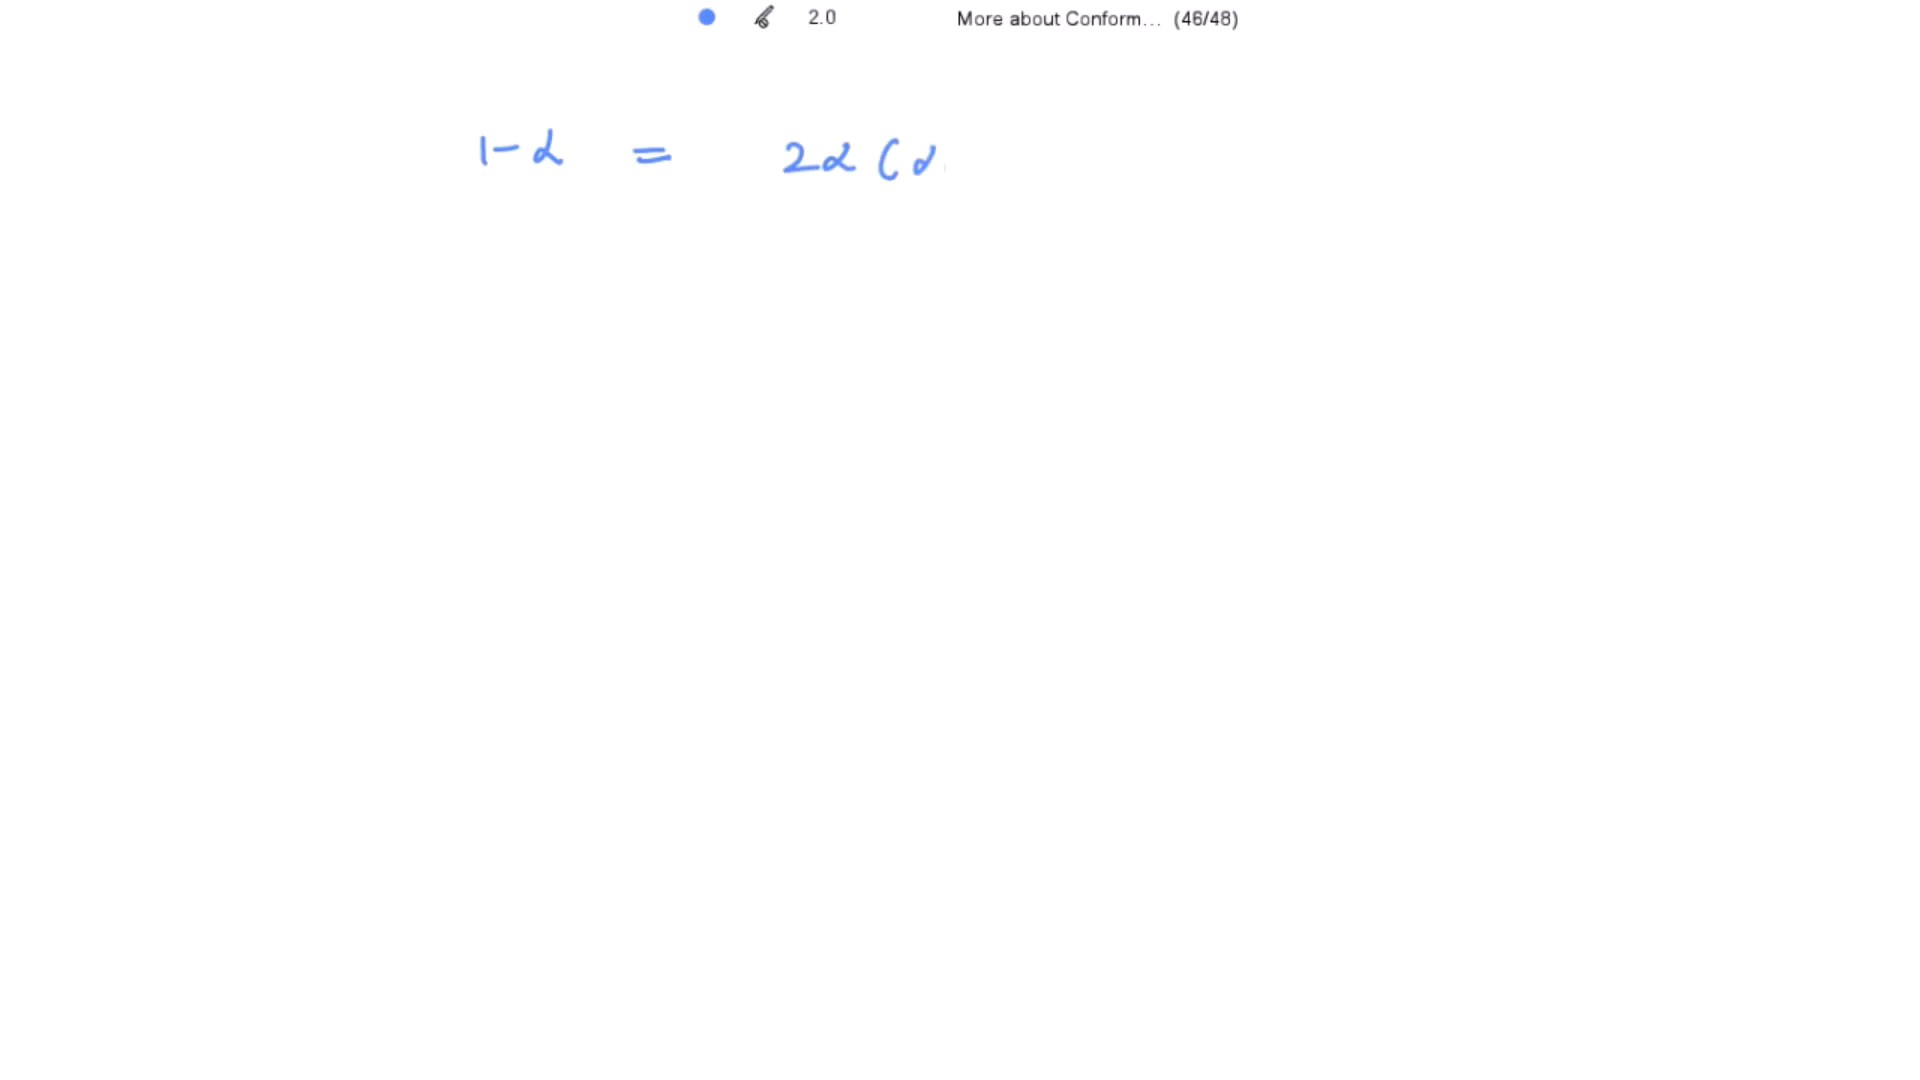 2.0 More about Conform... (46/48)
1-α = 2α (α